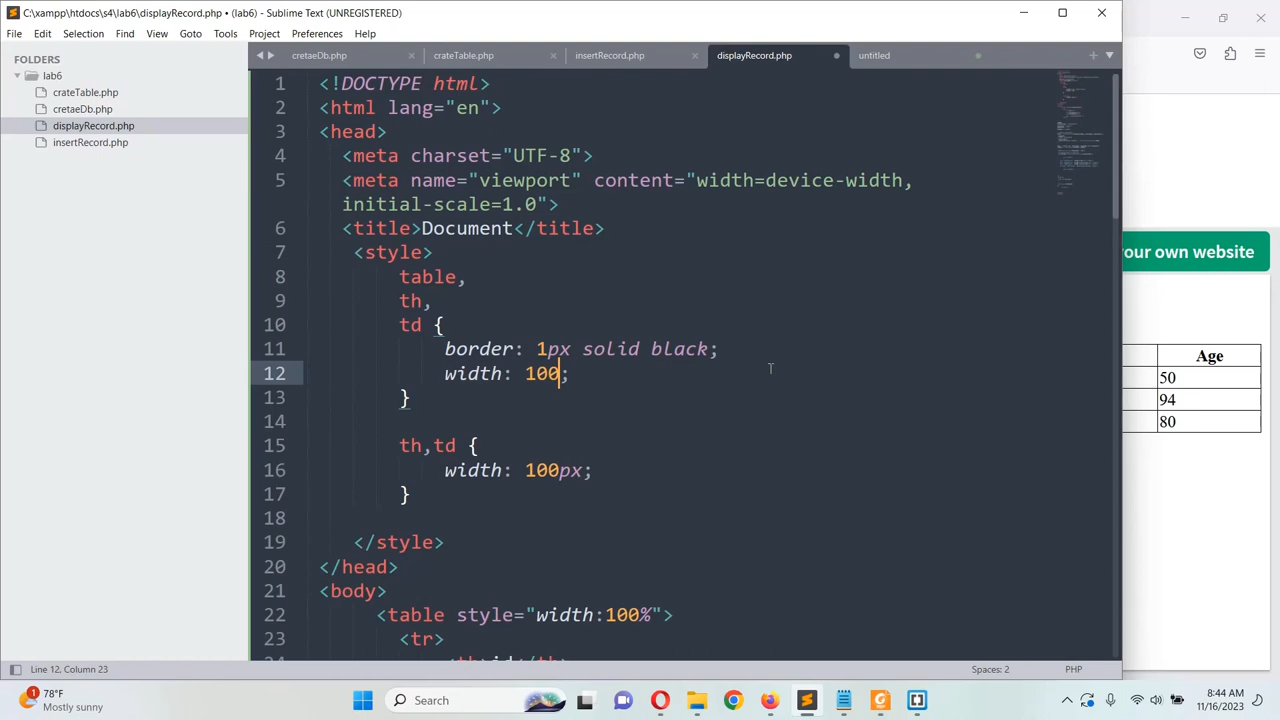 C:\xampp\htdocs\s4\lab6\displayRecord.php • (lab6) - Sublime Text (UNREGISTERED)
File Edit Selection Find View Goto Tools Project Preferences Help
FOLDERS
lab6
crateTable.php
cretaeDb.php
displayRecord.php
insertRecord.php
cretaeDb.php crateTable.php insertRecord.php displayRecord.php untitled
1 <!DOCTYPE html>
2 <html lang="en">
3 <head>
4 <meta charset="UTF-8">
5 <meta name="viewport" content="width=device-width,
initial-scale=1.0">
6 <title>Document</title>
7 <style>
8 table,
9 th,
10 td {
11 border: 1px solid black;
12 width: 100;
13 }
14
15 th,td {
16 width: 100px;
17 }
18
19 </style>
20 </head>
21 <body>
22 <table style="width:100%">
23 <tr>
24 <th>id</th>
our own website
Age
50
94
80
Line 12, Column 23 Spaces: 2 PHP
1
78°F
Mostly sunny
Search
8:44 AM
11/16/2023